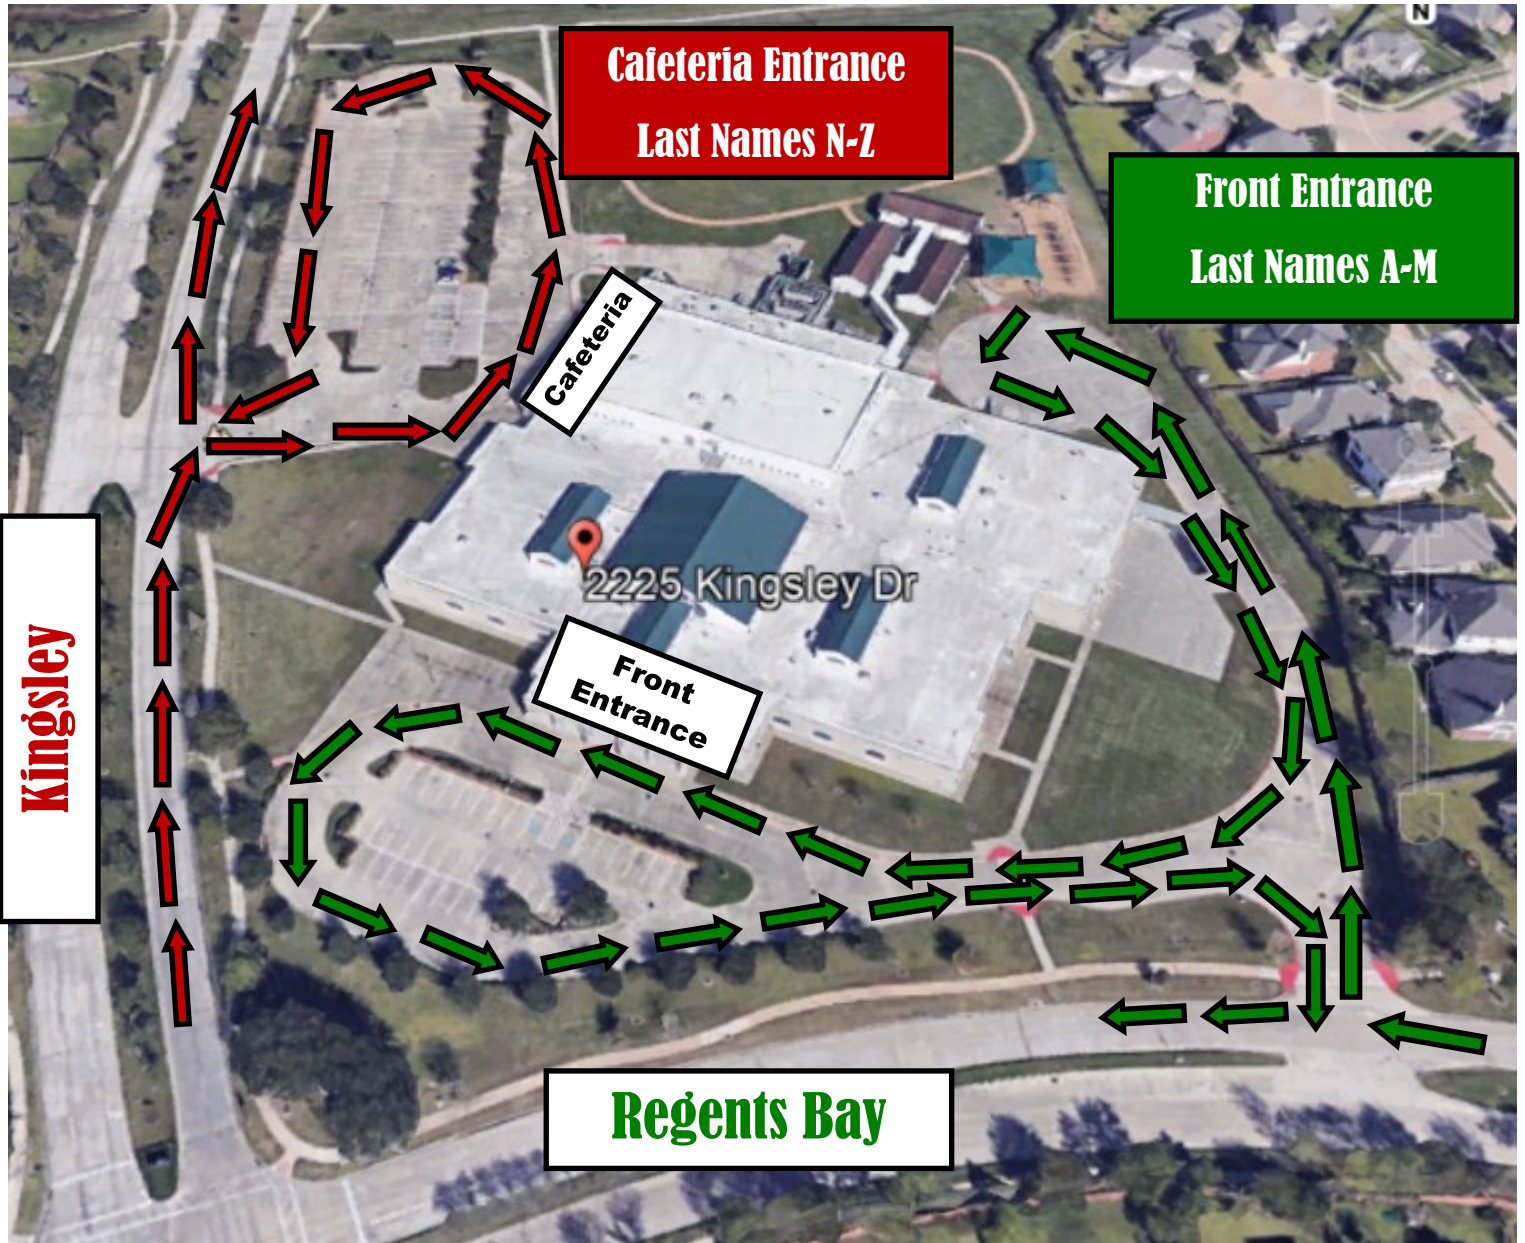 N
Cafeteria Entrance
Last Names N-Z
Front Entrance
Last Names A-M
Cafeteria
2225 Kingsley Dr
Front
Entrance
Kingsley
Regents Bay